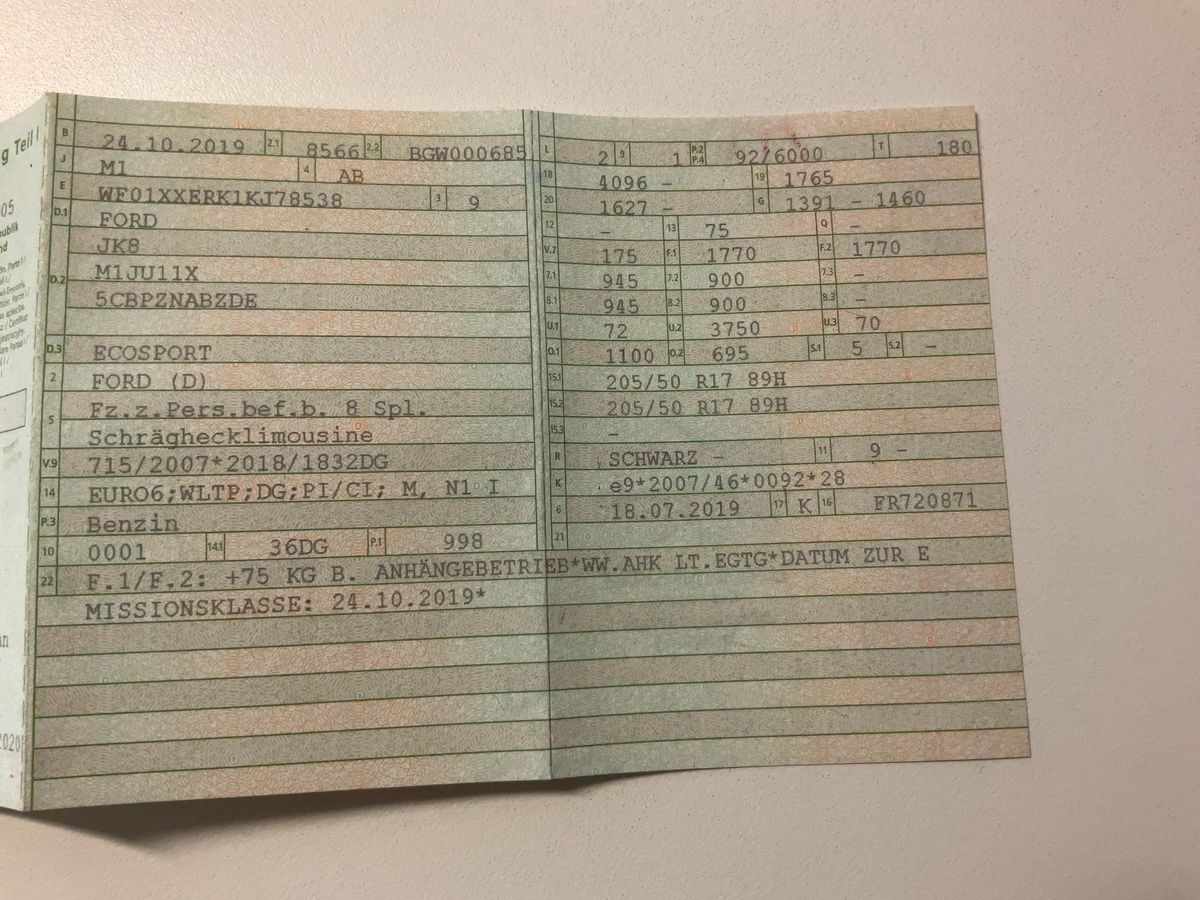 g Teil I
B 24.10.2019 2.1 8566 2.2 BGW000685
J M1 4 AB
E WF01XXERK1KJ78538 3 9
D.1 FORD
JK8
D.2 M1JU11X
5CBPZNABZDE
D.3 ECOSPORT
2 FORD (D)
5 Fz.z.Pers.bef.b. 8 Spl.
Schräghecklimousine
V.9 715/2007*2018/1832DG
14 EURO6;WLTP;DG;PI/CI; M, N1 I
P.3 Benzin
10 0001 14.1 36DG P.1 998
L 2 9 1 P.2 P.4 92/6000 T 180
18 4096 - 19 1765
20 1627 - G 1391 - 1460
12 - 13 75 Q -
V.7 175 F.1 1770 F.2 1770
7.1 945 7.2 900 7.3 -
8.1 945 8.2 900 8.3 -
U.1 72 U.2 3750 U.3 70
O.1 1100 O.2 695 S.1 5 S.2 -
15.1 205/50 R17 89H
15.2 205/50 R17 89H
15.3 -
R SCHWARZ - 11 9 -
K e9*2007/46*0092*28
6 18.07.2019 17 K 16 FR720871
21
22 F.1/F.2: +75 KG B. ANHÄNGEBETRIEB*WW.AHK LT.EGTG*DATUM ZUR E
MISSIONSKLASSE: 24.10.2019*